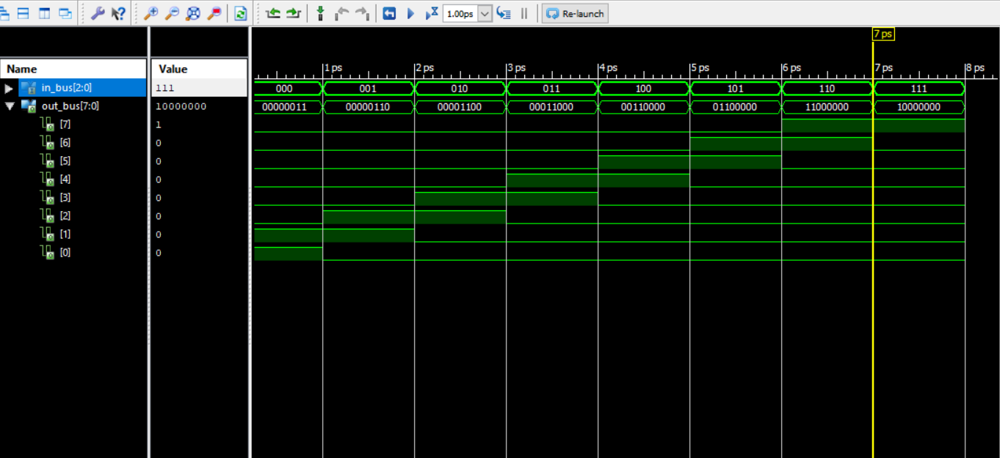 1.00ps Re-launch
7 ps
Name Value
1 ps 2 ps 3 ps 4 ps 5 ps 6 ps 7 ps 8 ps
in_bus[2:0] 111 000 001 010 011 100 101 110 111
out_bus[7:0] 10000000 00000011 00000110 00001100 00011000 00110000 01100000 11000000 10000000
[7] 1
[6] 0
[5] 0
[4] 0
[3] 0
[2] 0
[1] 0
[0] 0